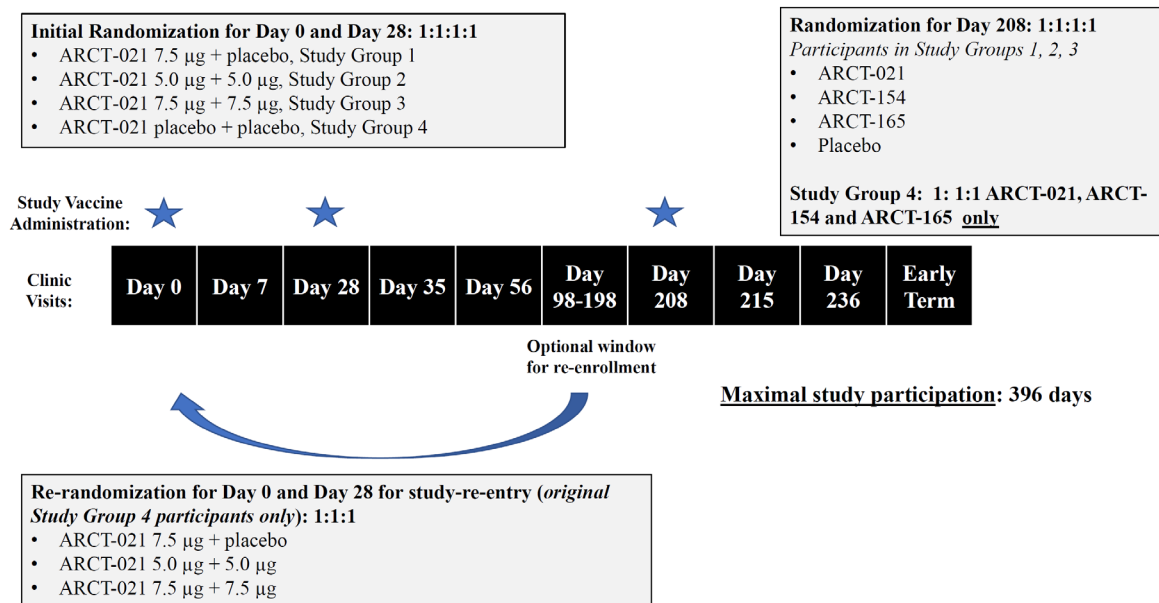 Initial Randomization for Day 0 and Day 28: 1:1:1:1
• ARCT-021 7.5 µg + placebo, Study Group 1
• ARCT-021 5.0 µg + 5.0 µg, Study Group 2
• ARCT-021 7.5 µg + 7.5 µg, Study Group 3
• ARCT-021 placebo + placebo, Study Group 4
Randomization for Day 208: 1:1:1:1
Participants in Study Groups 1, 2, 3
• ARCT-021
• ARCT-154
• ARCT-165
• Placebo
Study Group 4: 1: 1:1 ARCT-021, ARCT-
154 and ARCT-165 only
Study Vaccine
Administration:
Clinic
Visits:
Day 0
Day 7
Day 28
Day 35
Day 56
Day
98-198
Day
208
Day
215
Day
236
Early
Term
Optional window
for re-enrollment
Maximal study participation: 396 days
Re-randomization for Day 0 and Day 28 for study-re-entry (original
Study Group 4 participants only): 1:1:1
• ARCT-021 7.5 µg + placebo
• ARCT-021 5.0 µg + 5.0 µg
• ARCT-021 7.5 µg + 7.5 µg